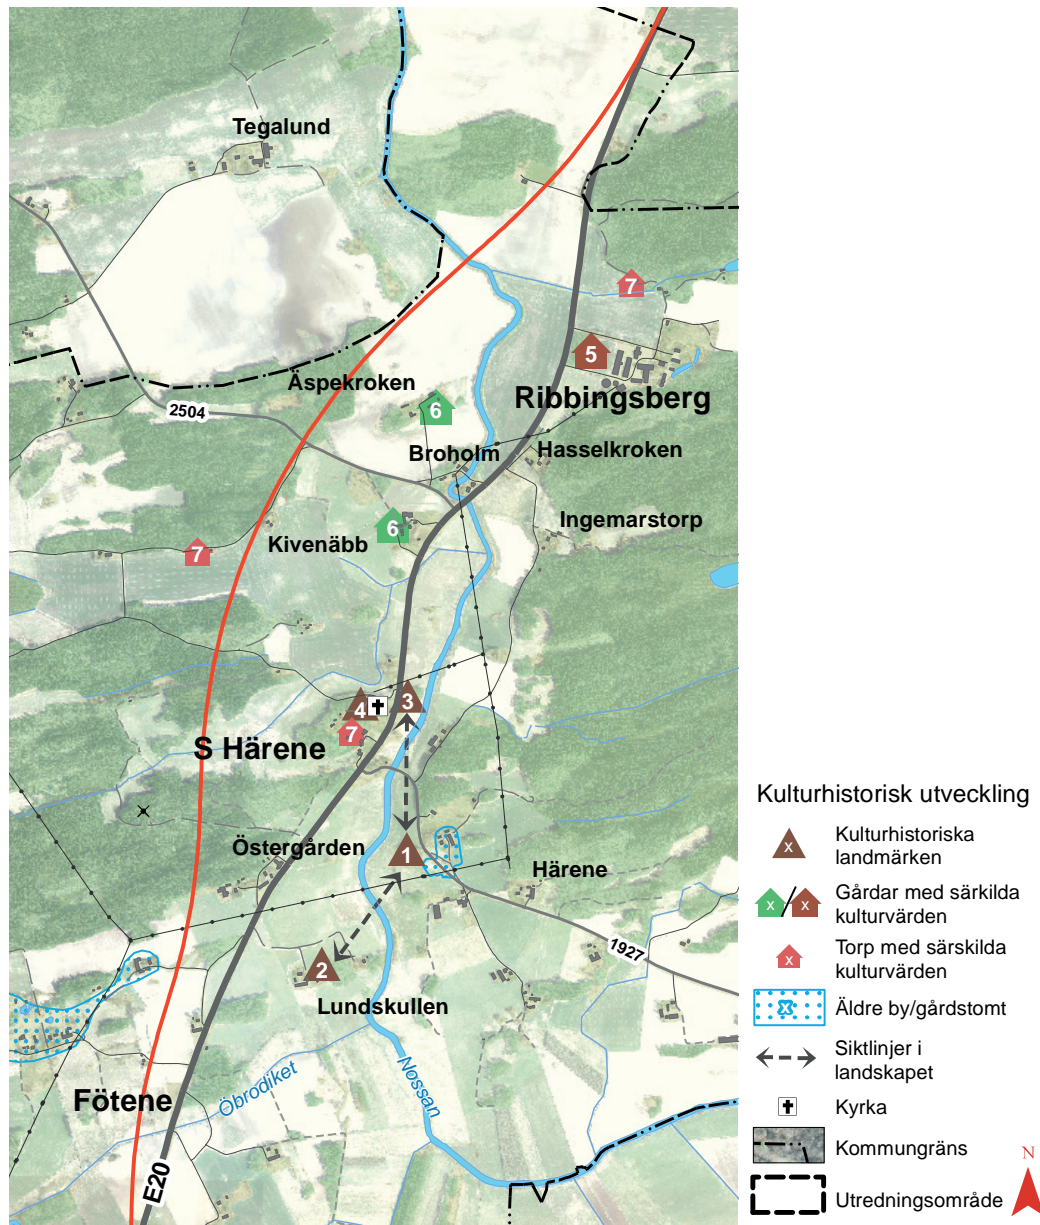 Tegalund
7
5
Äspekroken
Ribbingsberg
2504
6
Broholm
Hasselkroken
6
Ingemarstorp
Kivenäbb
7
3
4
7
S Härene
Östergården
1
Härene
1927
2
Lundskullen
Öbrodiket
Nossan
Fötene
E20
Kulturhistorisk utveckling
x
Kulturhistoriska
landmärken
x / x
Gårdar med särkilda
kulturvärden
x
Torp med särskilda
kulturvärden
Äldre by/gårdstomt
Siktlinjer i
landskapet
Kyrka
Kommungräns
Utredningsområde
N